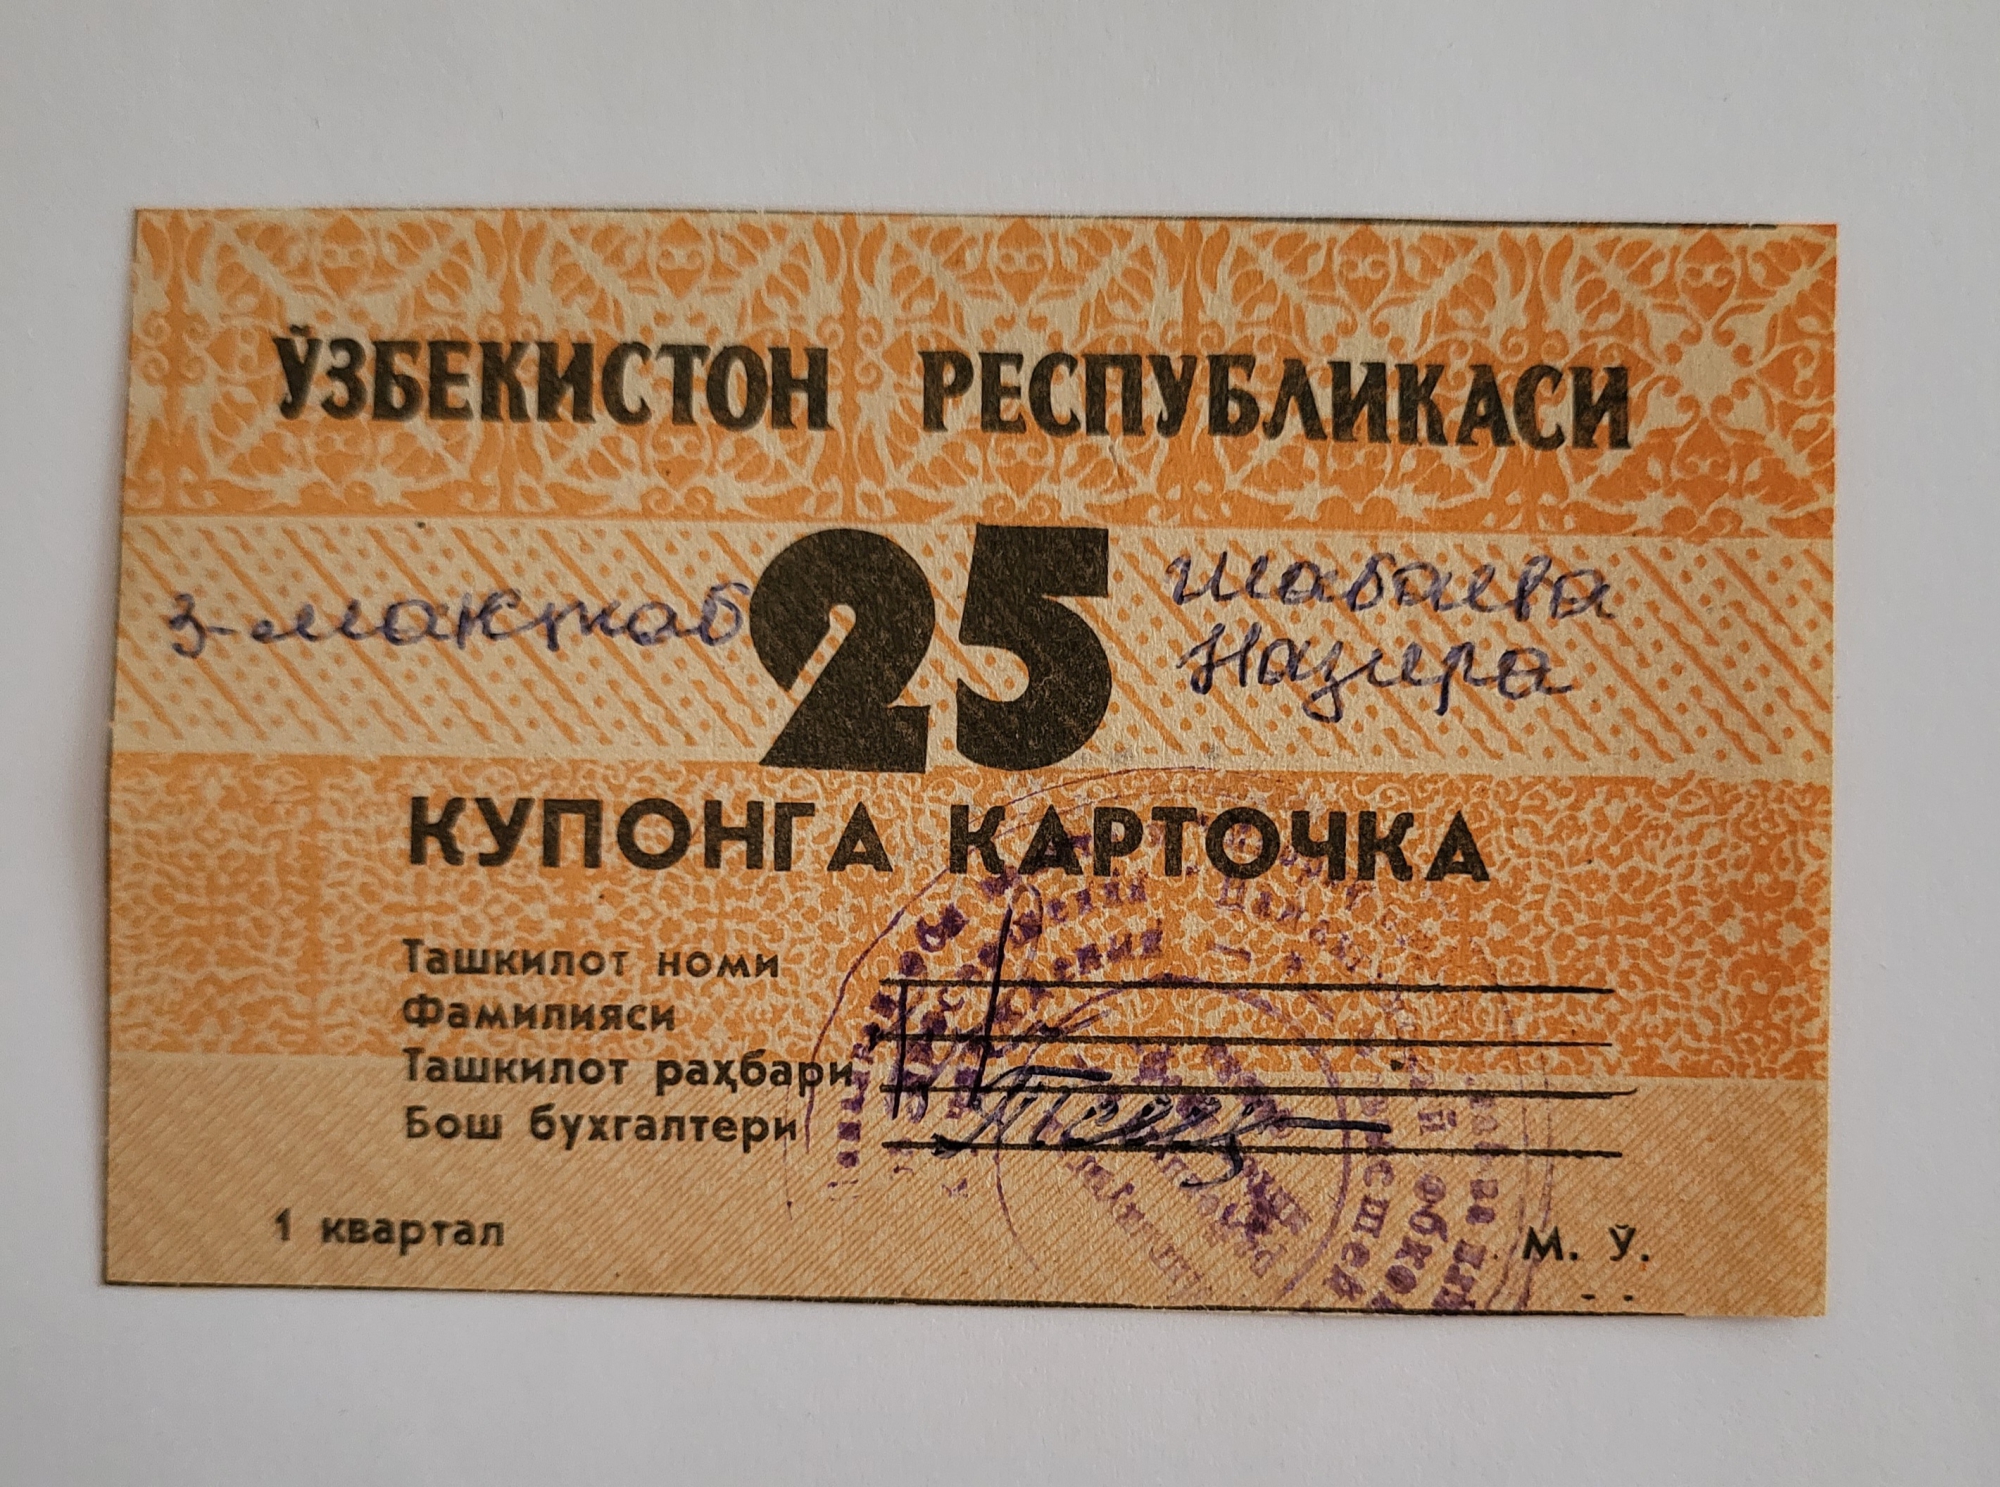 ЎЗБЕКИСТОН РЕСПУБЛИКАСИ
3-мактаб
25
Шабаева
Назира
КУПОНГА КАРТОЧКА
Ташкилот номи
Фамилияси
Ташкилот раҳбари
Бош бухгалтери
1 квартал
М. Ў.